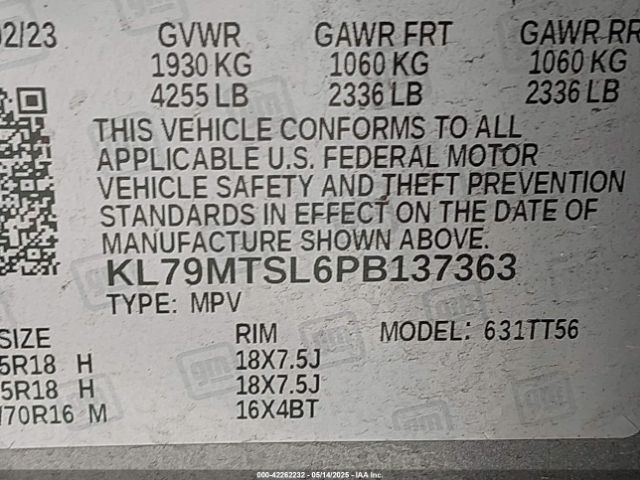 02/23 GVWR GAWR FRT GAWR RR
1930 KG 1060 KG 1060 KG
4255 LB 2336 LB 2336 LB
THIS VEHICLE CONFORMS TO ALL
APPLICABLE U.S. FEDERAL MOTOR
VEHICLE SAFETY AND THEFT PREVENTION
STANDARDS IN EFFECT ON THE DATE OF
MANUFACTURE SHOWN ABOVE.
KL79MTSL6PB137363
TYPE: MPV
SIZE RIM MODEL: 631TT56
5R18 H 18X7.5J
5R18 H 18X7.5J
/70R16 M 16X4BT
gm
000-42262232 - 05/14/2025 - IAA Inc.